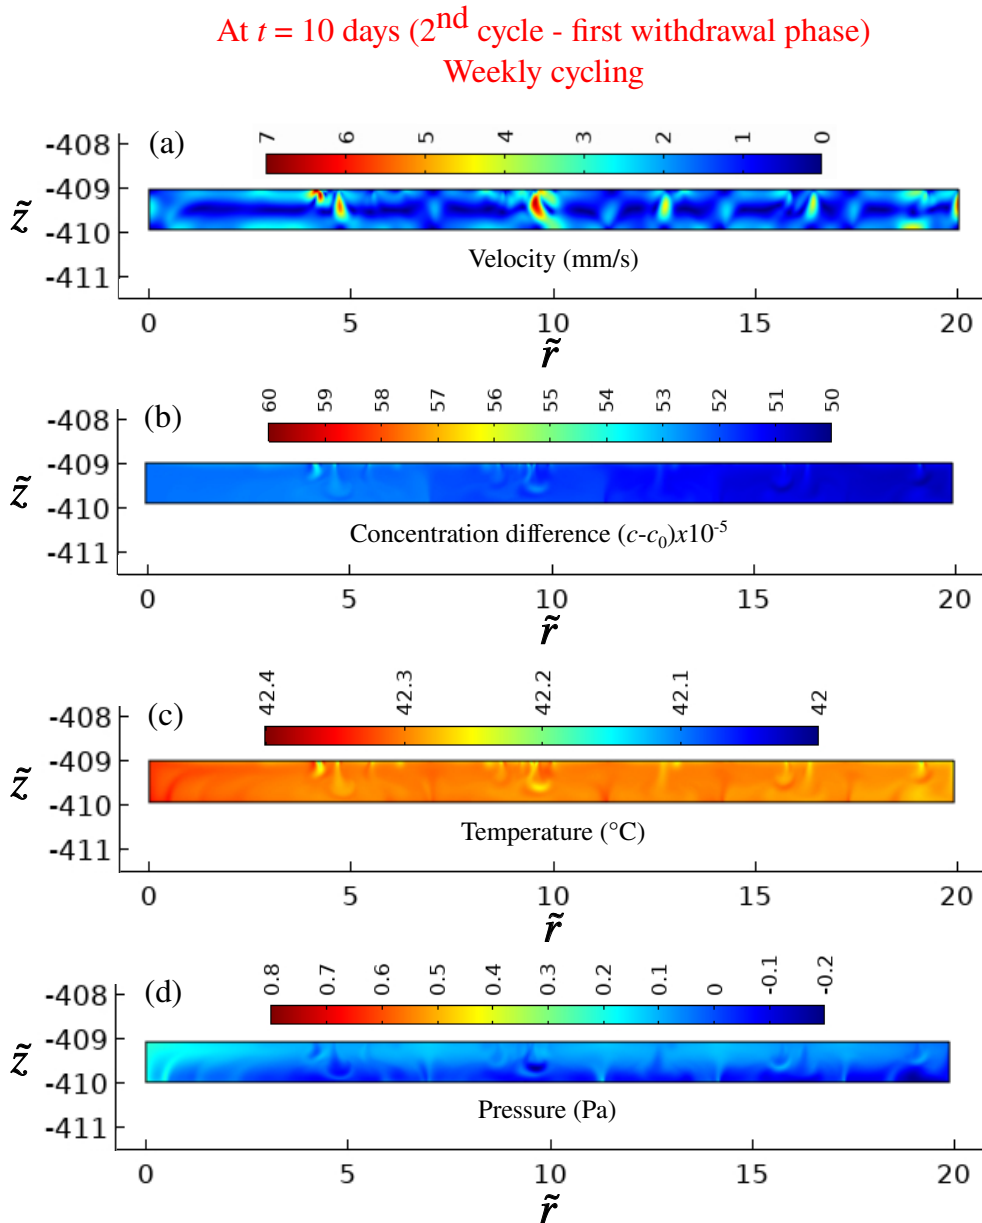 At t = 10 days (2nd cycle - first withdrawal phase)
Weekly cycling
(a)
7 6 5 4 3 2 1 0
-408
-409
-410
-411
z̃
Velocity (mm/s)
0 5 10 15 20
r̃
(b)
60 59 58 57 56 55 54 53 52 51 50
-408
-409
-410
-411
z̃
Concentration difference (c-c0)x10-5
0 5 10 15 20
r̃
(c)
42.4 42.3 42.2 42.1 42
-408
-409
-410
-411
z̃
Temperature (°C)
0 5 10 15 20
r̃
(d)
0.8 0.7 0.6 0.5 0.4 0.3 0.2 0.1 0 -0.1 -0.2
-408
-409
-410
-411
z̃
Pressure (Pa)
0 5 10 15 20
r̃